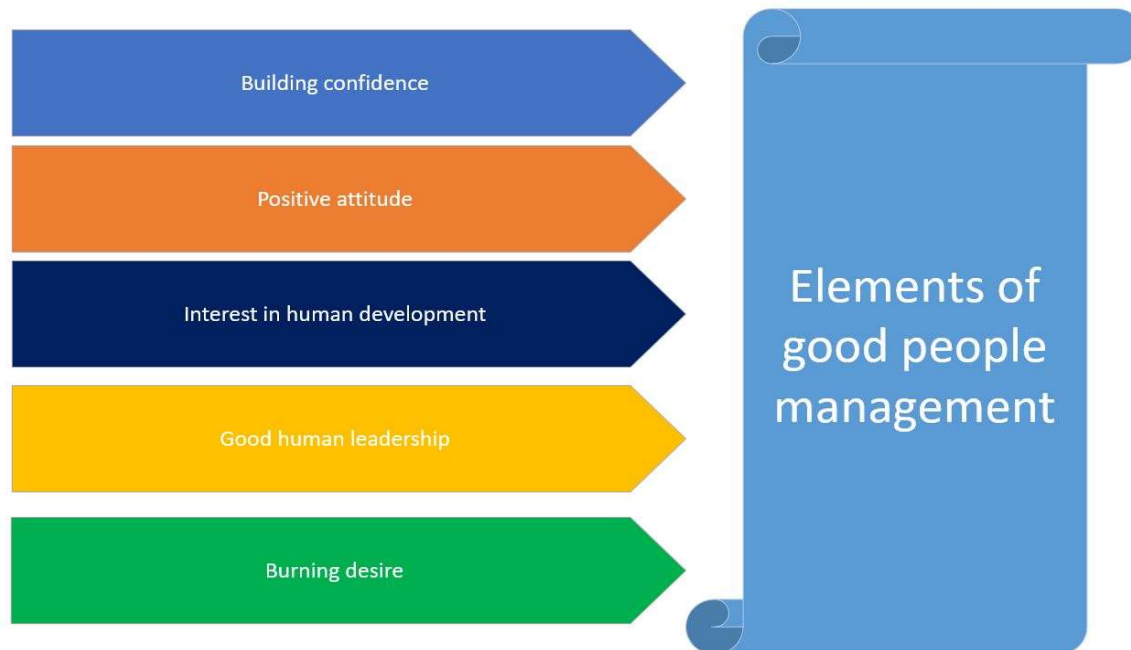 Building confidence
Positive attitude
Interest in human development
Good human leadership
Burning desire
Elements of
good people
management